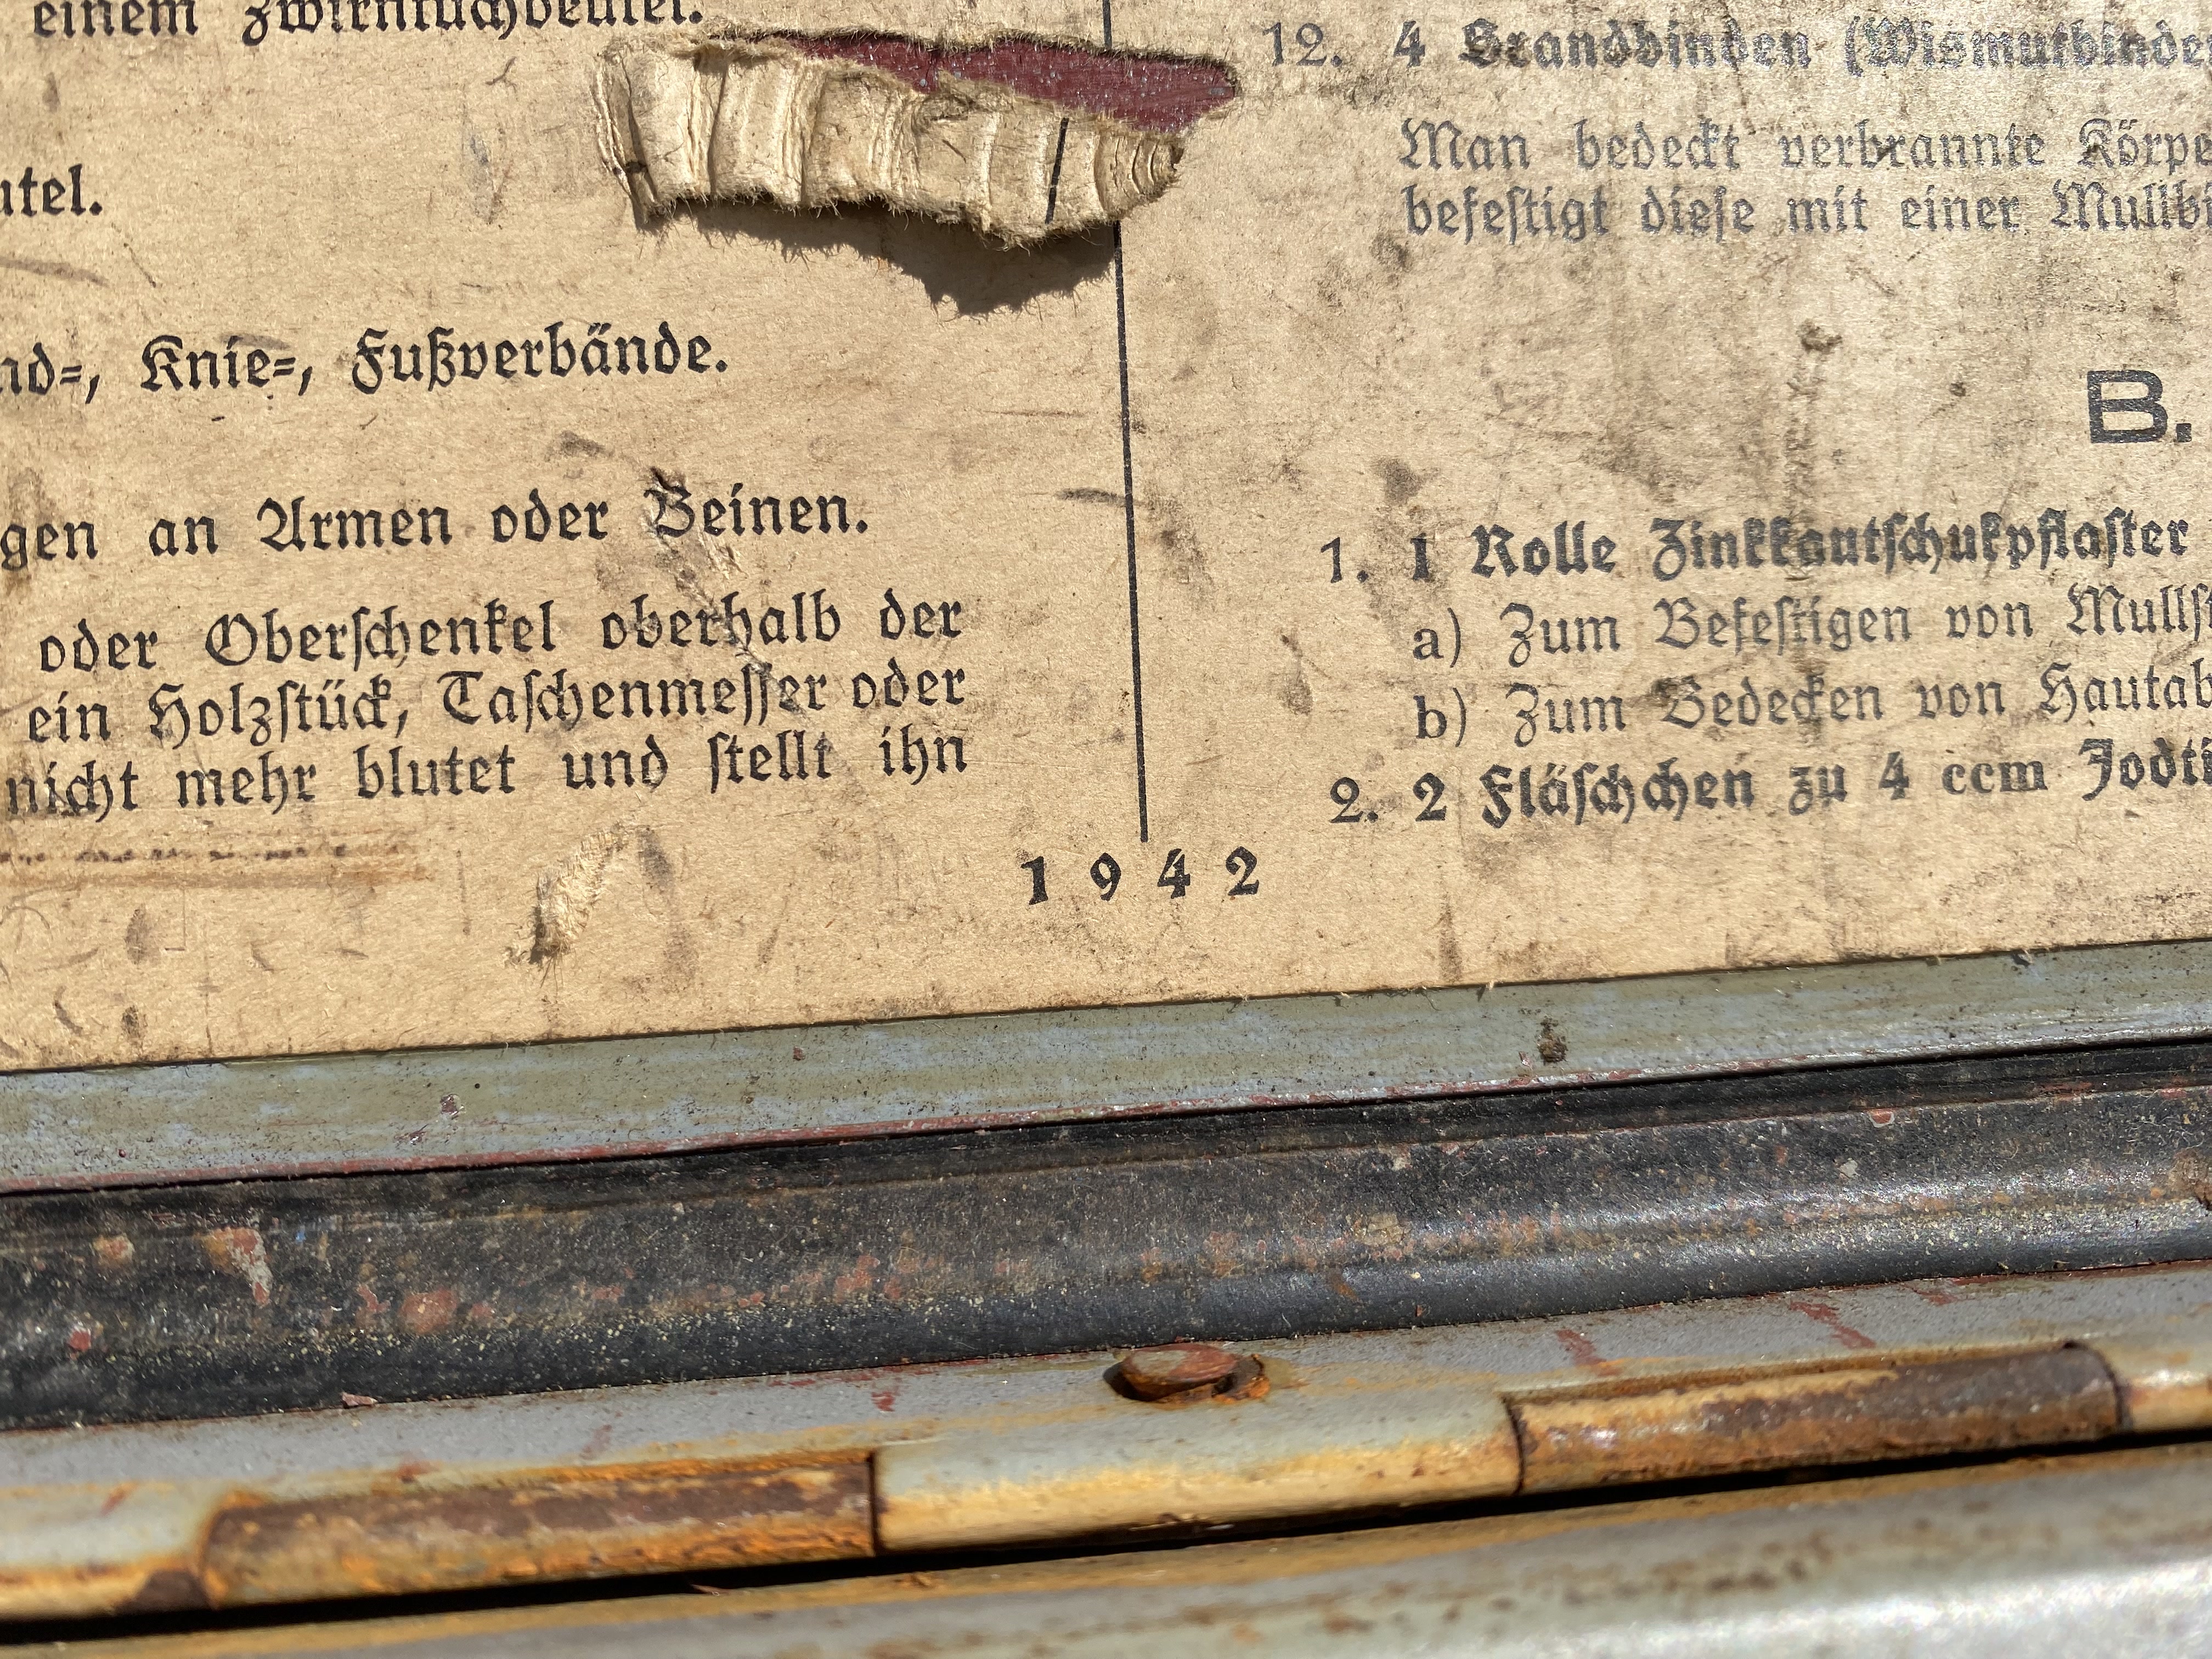 einem Zwirntuchbeutel.
utel.
nd-, Knie-, Fußverbände.
gen an Armen oder Beinen.
oder Oberschenkel oberhalb der
ein Holzstück, Taschenmesser oder
nicht mehr blutet und stellt ihn
12. 4 Brandbinden (Wismutbinden
Man bedeckt verbrannte Körpe
befestigt diese mit einer Mullbi
B.
1. 1 Rolle Zinkkautschukpflaster
a) Zum Befestigen von Mullst
b) Zum Bedecken von Hautab
2. 2 Fläschchen zu 4 ccm Jodti
1942